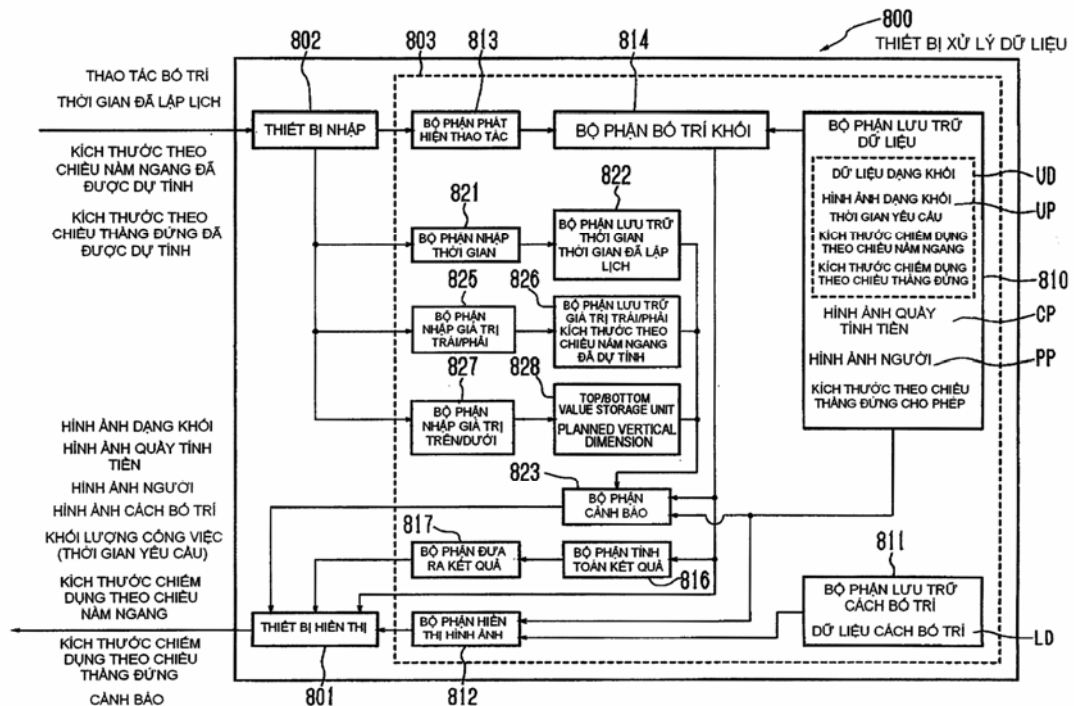 800
THIẾT BỊ XỬ LÝ DỮ LIỆU
802
803
813
814
THAO TÁC BỐ TRÍ
THỜI GIAN ĐÃ LẬP LỊCH
KÍCH THƯỚC THEO
CHIỀU NẰM NGANG ĐÃ
ĐƯỢC DỰ TÍNH
KÍCH THƯỚC THEO
CHIỀU THẲNG ĐỨNG ĐÃ
ĐƯỢC DỰ TÍNH
THIẾT BỊ NHẬP
BỘ PHẬN PHÁT
HIỆN THAO TÁC
BỘ PHẬN BỐ TRÍ KHỐI
BỘ PHẬN LƯU TRỮ
DỮ LIỆU
DỮ LIỆU DẠNG KHỐI
HÌNH ẢNH DẠNG KHỐI
THỜI GIAN YÊU CẦU
KÍCH THƯỚC CHIẾM DỤNG
THEO CHIỀU NẰM NGANG
KÍCH THƯỚC CHIẾM DỤNG
THEO CHIỀU THẲNG ĐỨNG
HÌNH ẢNH QUẦY
TÍNH TIỀN
HÌNH ẢNH NGƯỜI
KÍCH THƯỚC THEO CHIỀU
THẲNG ĐỨNG CHO PHÉP
UD
UP
810
CP
PP
821
BỘ PHẬN NHẬP
THỜI GIAN
822
BỘ PHẬN LƯU TRỮ
THỜI GIAN
THỜI GIAN ĐÃ LẬP
LỊCH
825
BỘ PHẬN
NHẬP GIÁ TRỊ
TRÁI/PHẢI
826
BỘ PHẬN LƯU TRỮ
GIÁ TRỊ TRÁI/PHẢI
KÍCH THƯỚC THEO
CHIỀU NẰM NGANG
ĐÃ DỰ TÍNH
827
BỘ PHẬN
NHẬP GIÁ TRỊ
TRÊN/DƯỚI
828
TOP/BOTTOM
VALUE STORAGE UNIT
PLANNED VERTICAL
DIMENSION
823
BỘ PHẬN
CẢNH BÁO
817
BỘ PHẬN ĐƯA
RA KẾT QUẢ
BỘ PHẬN TÍNH
TOÁN KẾT QUẢ
816
811
BỘ PHẬN LƯU TRỮ
CÁCH BỐ TRÍ
DỮ LIỆU CÁCH BỐ TRÍ
LD
HÌNH ẢNH DẠNG KHỐI
HÌNH ẢNH QUẦY TÍNH
TIỀN
HÌNH ẢNH NGƯỜI
HÌNH ẢNH CÁCH BỐ TRÍ
KHỐI LƯỢNG CÔNG VIỆC
(THỜI GIAN YÊU CẦU)
KÍCH THƯỚC CHIẾM
DỤNG THEO CHIỀU
NẰM NGANG
KÍCH THƯỚC CHIẾM
DỤNG THEO CHIỀU
THẲNG ĐỨNG
CẢNH BÁO
THIẾT BỊ HIỂN THỊ
801
BỘ PHẬN HIỂN
THỊ HÌNH ẢNH
812